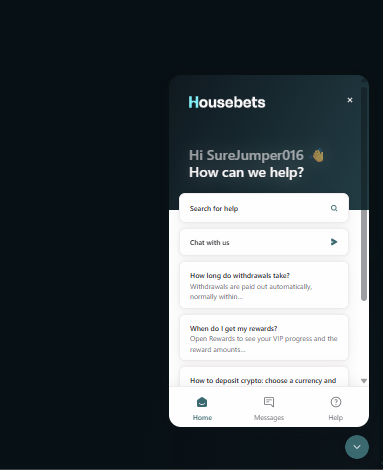 Housebets
Hi SureJumper016 👋
How can we help?
Search for help
Chat with us
How long do withdrawals take?
Withdrawals are paid out automatically,
normally within...
When do I get my rewards?
Open Rewards to see your VIP progress and the
reward amounts...
How to deposit crypto: choose a currency and
Home
Messages
Help